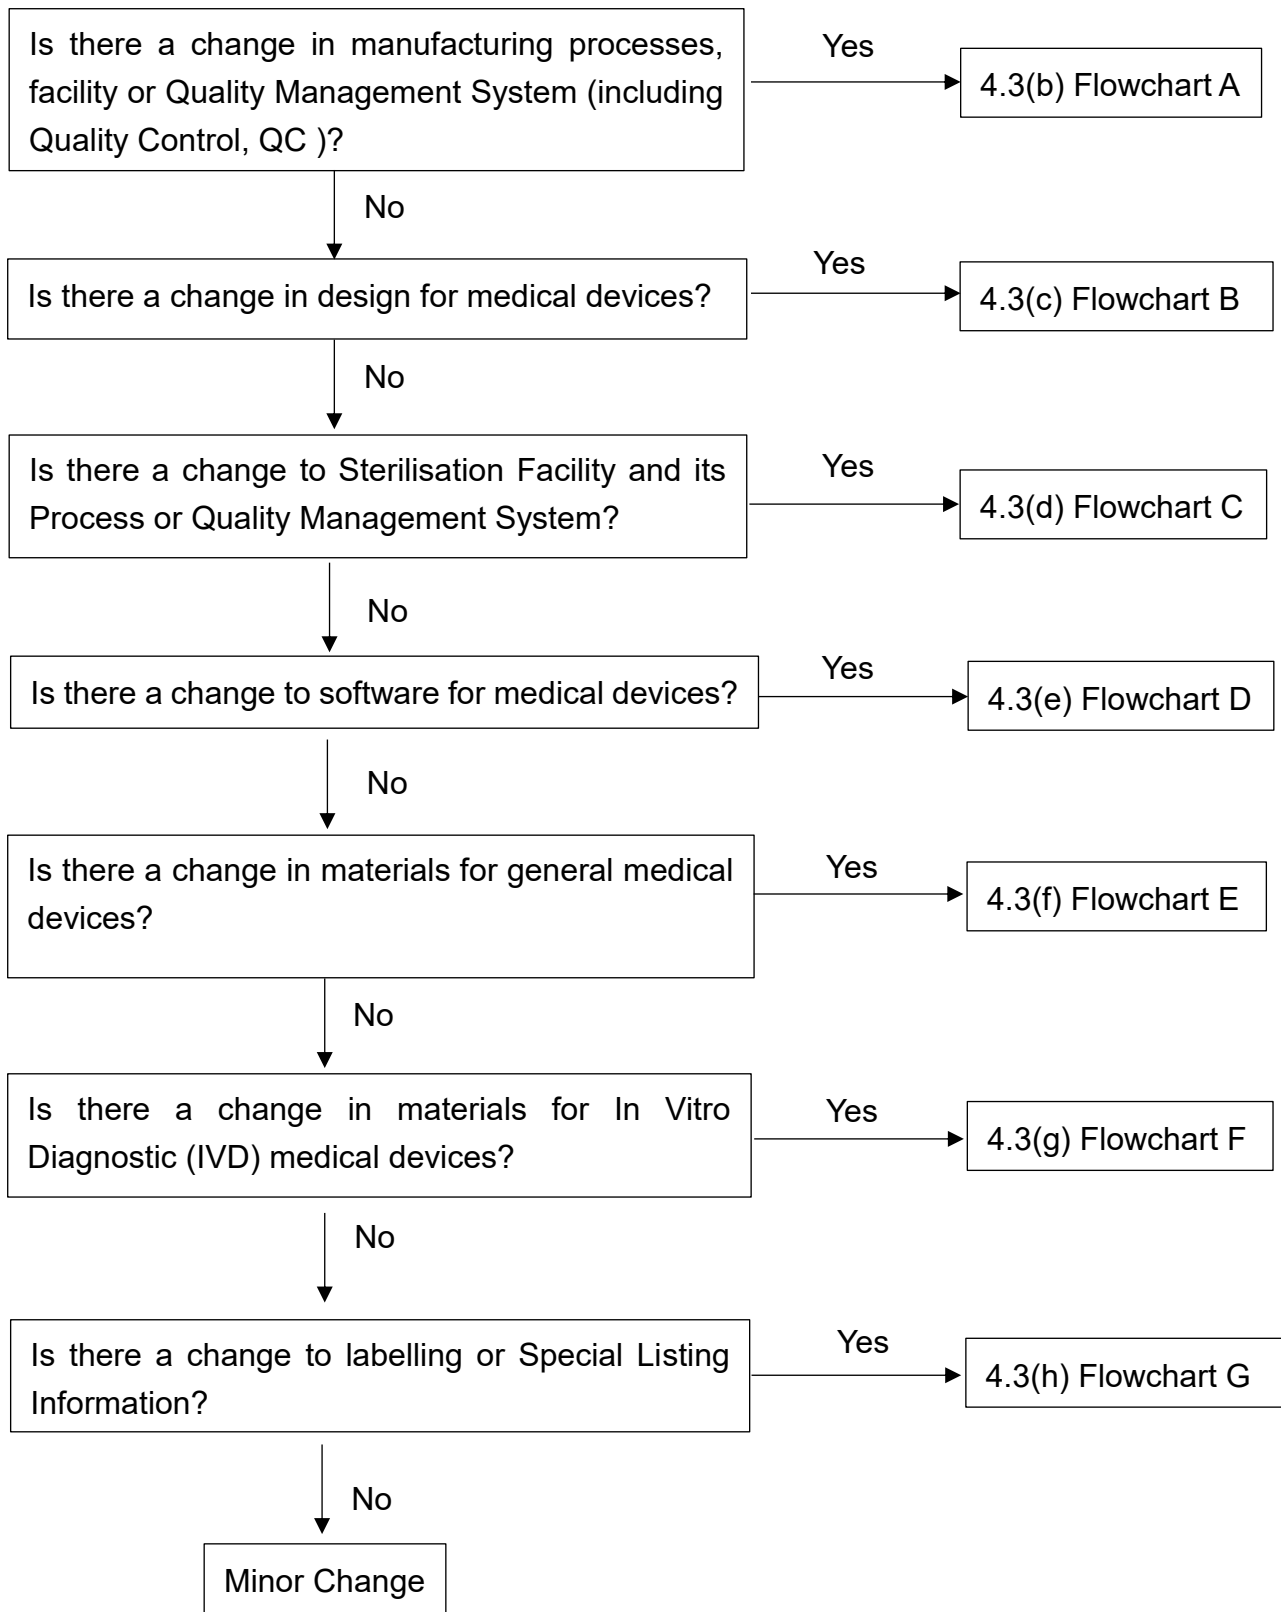 Is there a change in manufacturing processes,
facility or Quality Management System (including
Quality Control, QC )?
Yes
4.3(b) Flowchart A
No
Is there a change in design for medical devices?
Yes
4.3(c) Flowchart B
No
Is there a change to Sterilisation Facility and its
Process or Quality Management System?
Yes
4.3(d) Flowchart C
No
Is there a change to software for medical devices?
Yes
4.3(e) Flowchart D
No
Is there a change in materials for general medical
devices?
Yes
4.3(f) Flowchart E
No
Is there a change in materials for In Vitro
Diagnostic (IVD) medical devices?
Yes
4.3(g) Flowchart F
No
Is there a change to labelling or Special Listing
Information?
Yes
4.3(h) Flowchart G
No
Minor Change